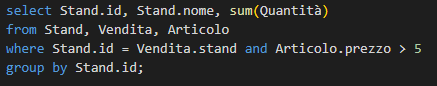 select Stand.id, Stand.nome, sum(Quantità)
from Stand, Vendita, Articolo
where Stand.id = Vendita.stand and Articolo.prezzo > 5
group by Stand.id;